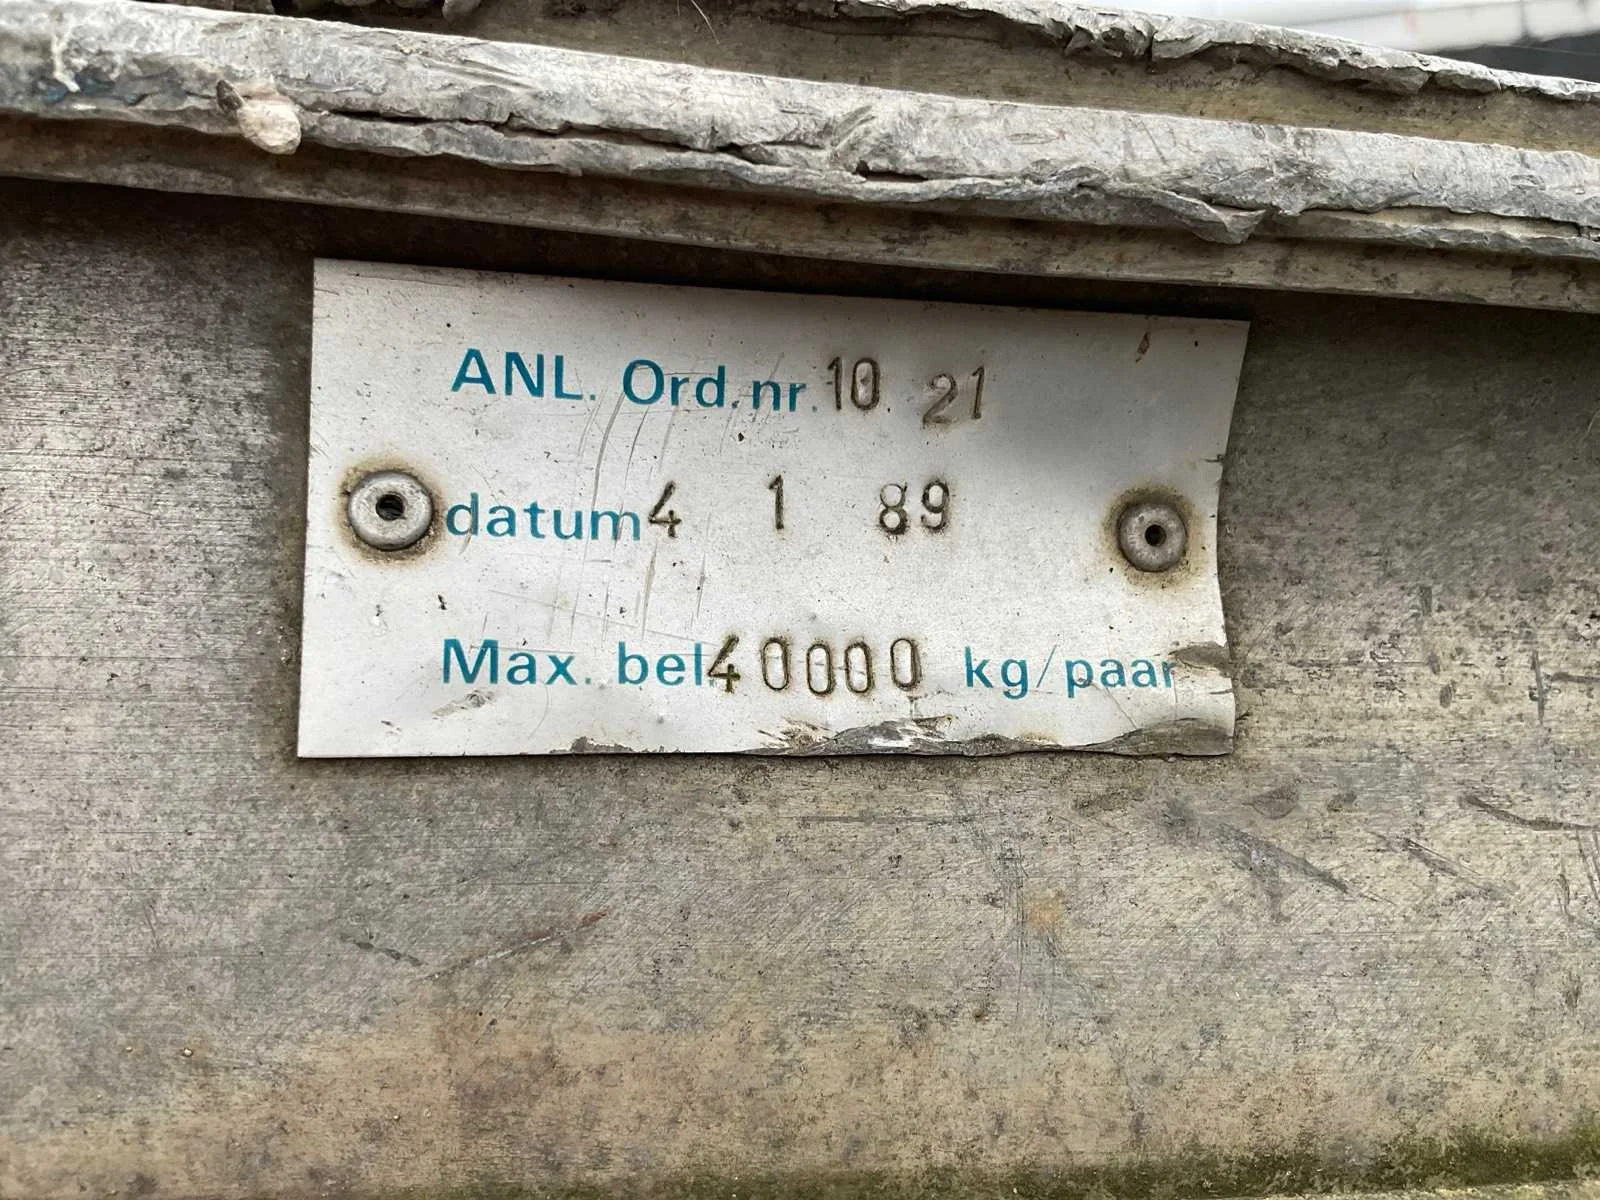 ANL. Ord.nr. 10 21
datum 4 1 89
Max. bel. 40000 kg/paar